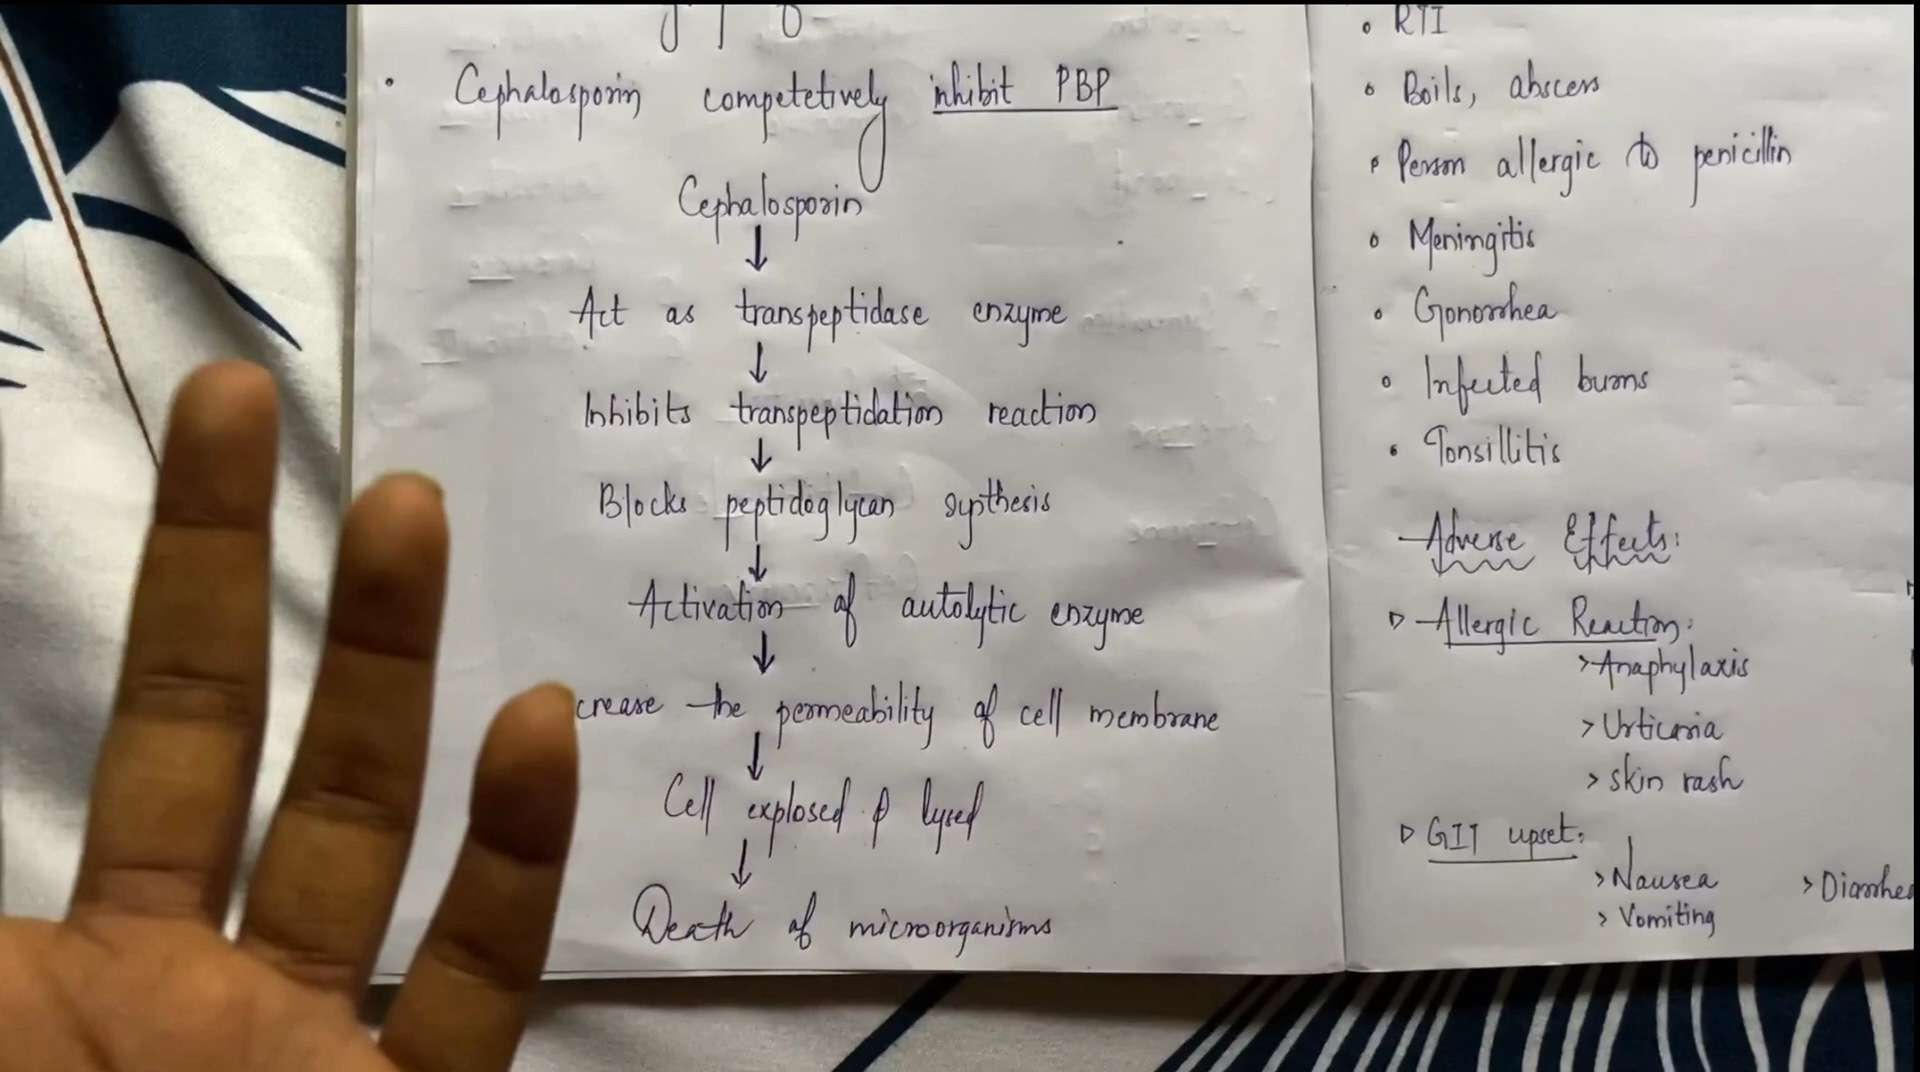 • Cephalosporin competetively inhibit PBP
Cephalosporin
↓
Act as transpeptidase enzyme
↓
Inhibits transpeptidation reaction
↓
Blocks peptidoglycan synthesis
↓
Activation of autolytic enzyme
↓
crease the permeability of cell membrane
↓
Cell explosed & lysed
↓
Death of microorganisms
• RTI
• Boils, abscess
• Person allergic to penicillin
• Meningitis
• Gonorrhea
• Infected burns
• Tonsillitis
Adverse Effects:
▷ Allergic Reaction:
> Anaphylaxis
> Urticaria
> skin rash
▷ GIT upset:
> Nausea > Diarrhea
> Vomiting